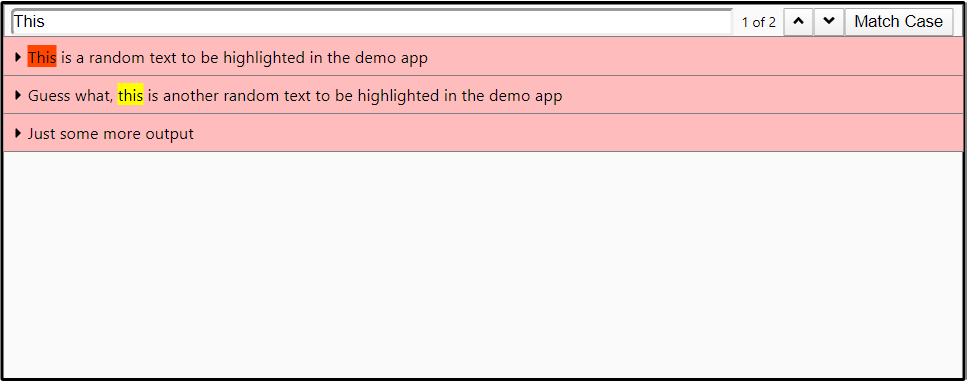 This 1 of 2 Match Case
This is a random text to be highlighted in the demo app
Guess what, this is another random text to be highlighted in the demo app
Just some more output